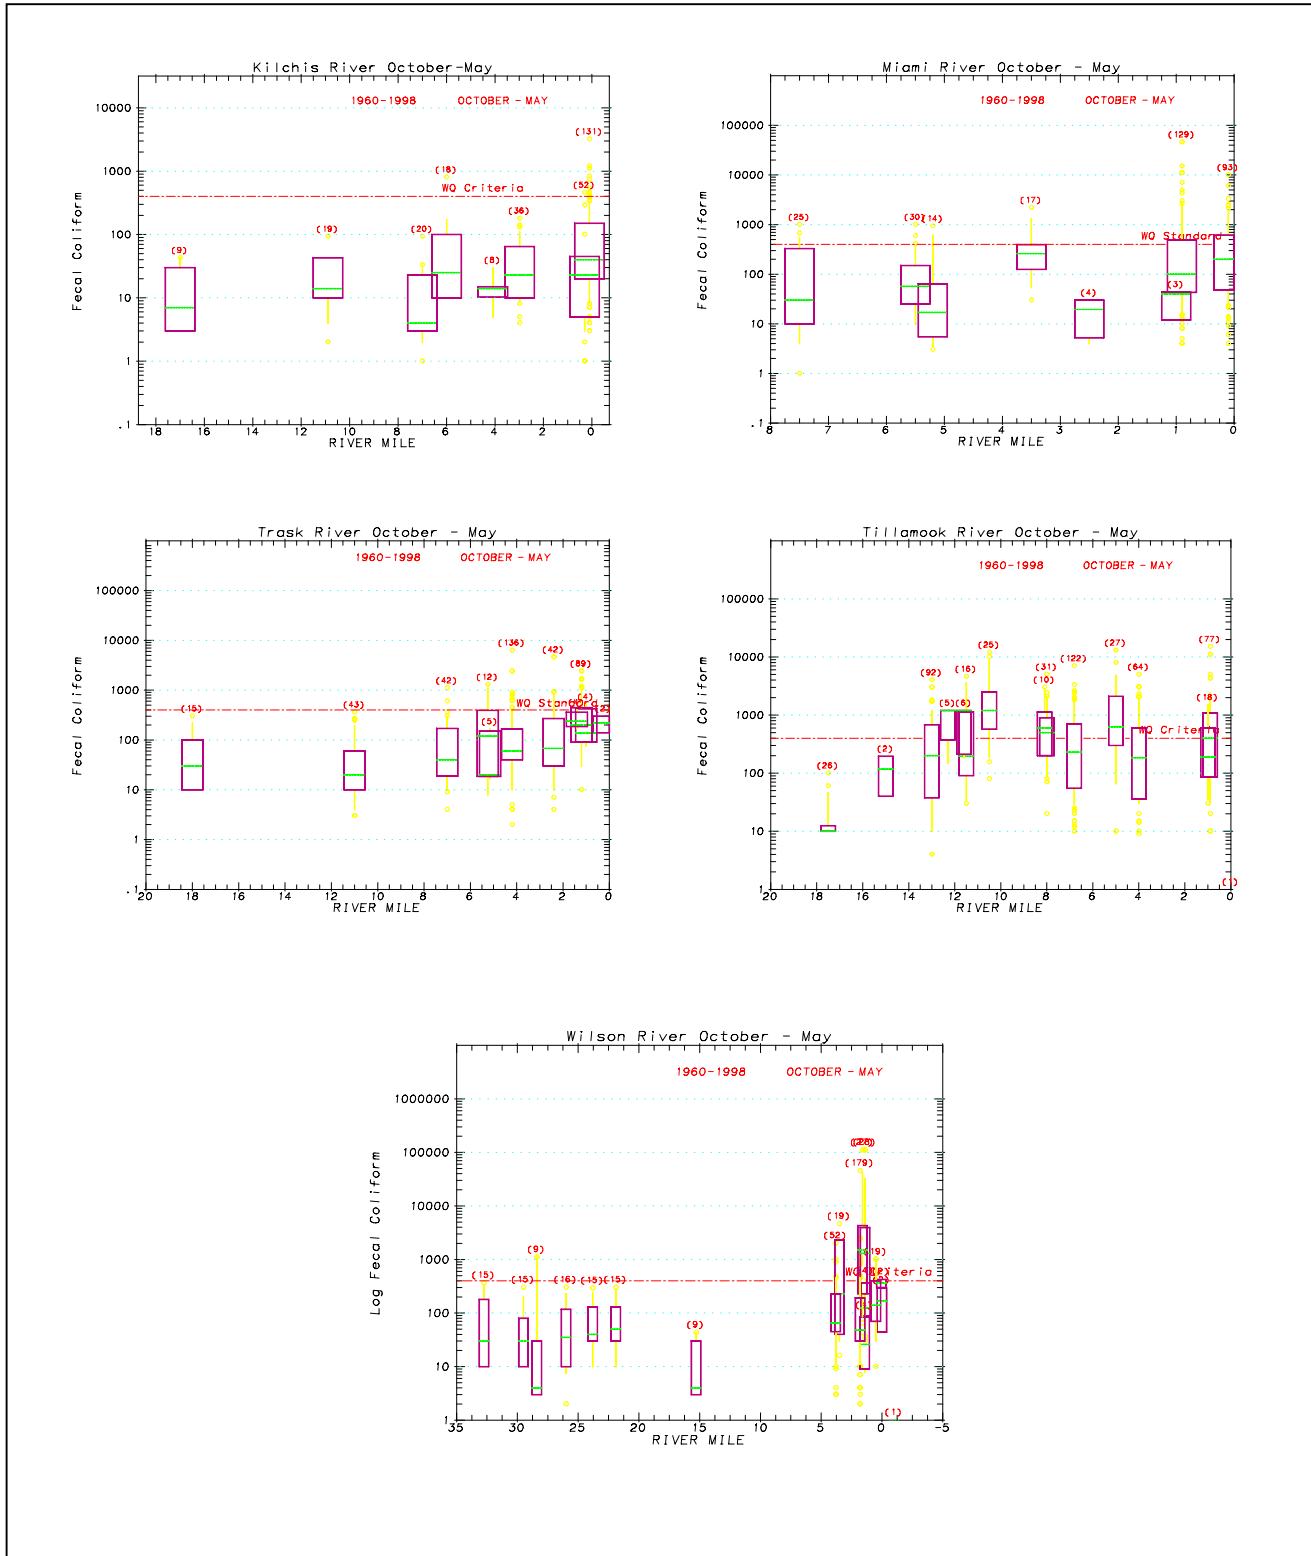 Kilchis River October-May
1960-1998 OCTOBER - MAY
10000
1000
100
10
1
.1
Fecal Coliform
WQ Criteria
(9)
(19)
(20)
(18)
(8)
(36)
(52)
(131)
18 16 14 12 10 8 6 4 2 0
RIVER MILE
Miami River October - May
1960-1998 OCTOBER - MAY
100000
10000
1000
100
10
1
.1
Fecal Coliform
WQ Standard
(25)
(30)
(14)
(17)
(4)
(3)
(129)
(93)
8 7 6 5 4 3 2 1 0
RIVER MILE
Trask River October - May
1960-1998 OCTOBER - MAY
100000
10000
1000
100
10
1
.1
Fecal Coliform
WQ Standard
(15)
(43)
(42)
(12)
(5)
(136)
(42)
(89)
(4)
20 18 16 14 12 10 8 6 4 2 0
RIVER MILE
Tillamook River October - May
1960-1998 OCTOBER - MAY
100000
10000
1000
100
10
1
Fecal Coliform
WQ Criteria
(26)
(2)
(92)
(5)
(6)
(16)
(25)
(31)
(10)
(122)
(27)
(64)
(77)
(18)
(1)
20 18 16 14 12 10 8 6 4 2 0
RIVER MILE
Wilson River October - May
1960-1998 OCTOBER - MAY
1000000
100000
10000
1000
100
10
1
Log Fecal Coliform
WQ Criteria
(15)
(15)
(9)
(16)
(15)
(15)
(9)
(52)
(19)
(179)
(19)
(1)
35 30 25 20 15 10 5 0 -5
RIVER MILE